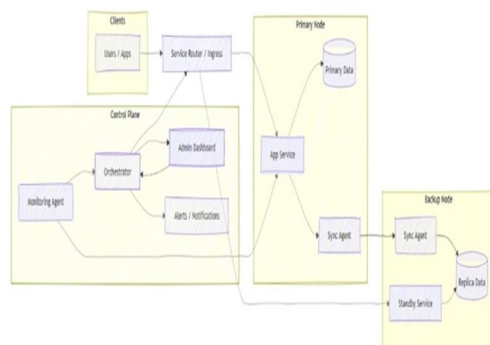 Clients
Users / Apps
Service Router / Ingress
Primary Node
Primary Data
Control Plane
Orchestrator
Admin Dashboard
App Service
Monitoring Agent
Alerts / Notifications
Backup Node
Sync Agent
Sync Agent
Replica Data
Standby Service